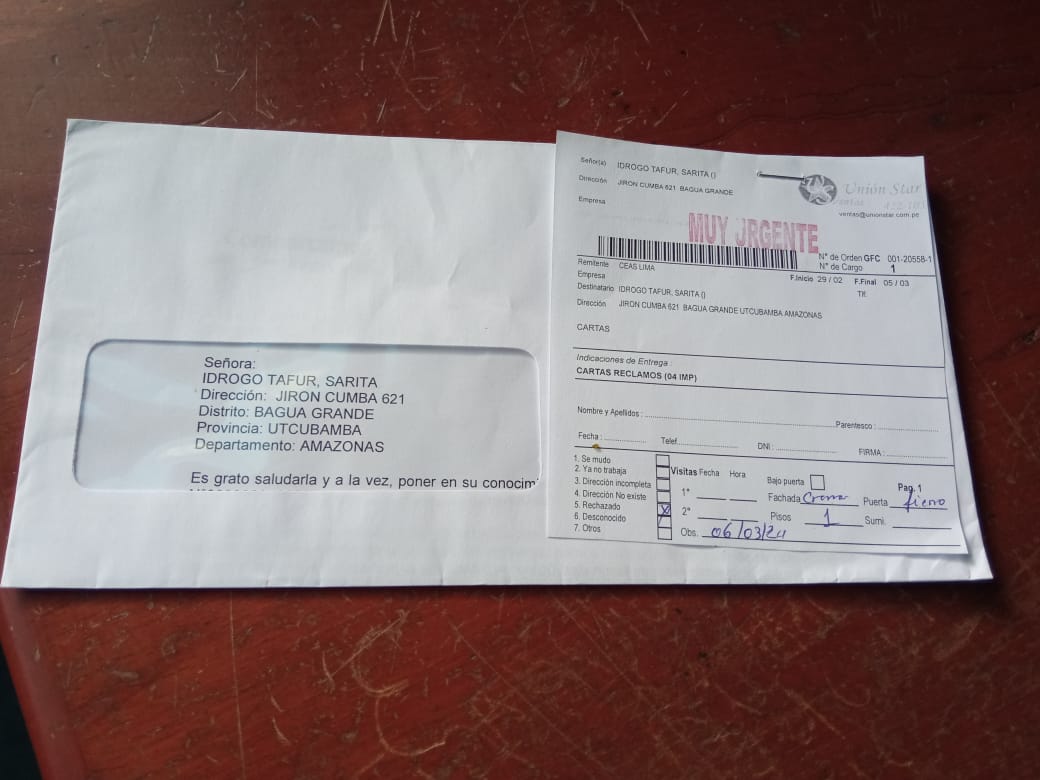 Señora:
IDROGO TAFUR, SARITA
Dirección: JIRON CUMBA 621
Distrito: BAGUA GRANDE
Provincia: UTCUBAMBA
Departamento: AMAZONAS
Es grato saludarla y a la vez, poner en su conocim
Señor(a) IDROGO TAFUR, SARITA ()
Dirección JIRON CUMBA 621 BAGUA GRANDE
Empresa
Unión Star
ventas@unionstar.com.pe
MUY URGENTE
N° de Orden GFC 001-20558-1
N° de Cargo 1
Remitente CEAS LIMA
Empresa F.Inicio 29 / 02 F.Final 05 / 03
Destinatario IDROGO TAFUR, SARITA () Tlf.
Dirección JIRON CUMBA 621 BAGUA GRANDE UTCUBAMBA AMAZONAS
CARTAS
Indicaciones de Entrega
CARTAS RECLAMOS (04 IMP)
Nombre y Apellidos : Parentesco :
Fecha : Telef. DNI : FIRMA :
1. Se mudo
2. Ya no trabaja
3. Dirección incompleta
4. Dirección No existe
5. Rechazado X
6. Desconocido
7. Otros
Visitas Fecha Hora Bajo puerta Pag. 1
1° Fachada Crema Puerta fierro
2° Pisos 1 Sumi.
Obs. 06/03/24